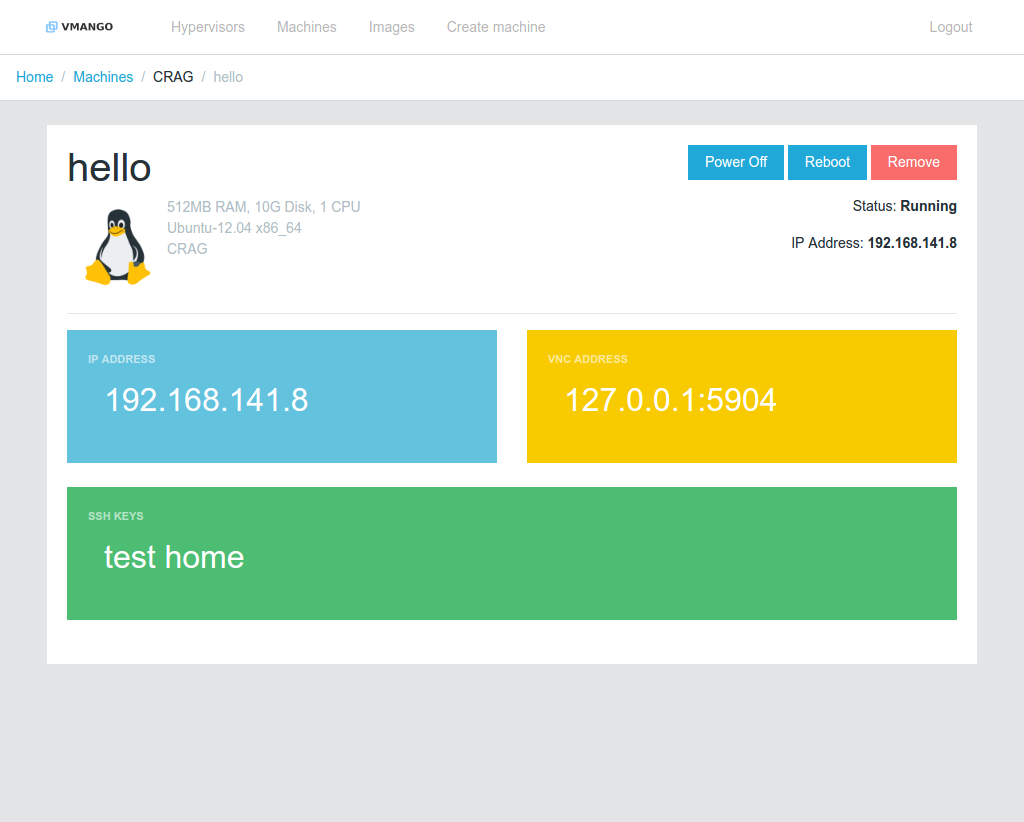 VMANGO Hypervisors Machines Images Create machine Logout
Home / Machines / CRAG / hello
hello
Power Off Reboot Remove
512MB RAM, 10G Disk, 1 CPU
Ubuntu-12.04 x86_64
CRAG
Status: Running
IP Address: 192.168.141.8
IP ADDRESS
192.168.141.8
VNC ADDRESS
127.0.0.1:5904
SSH KEYS
test home